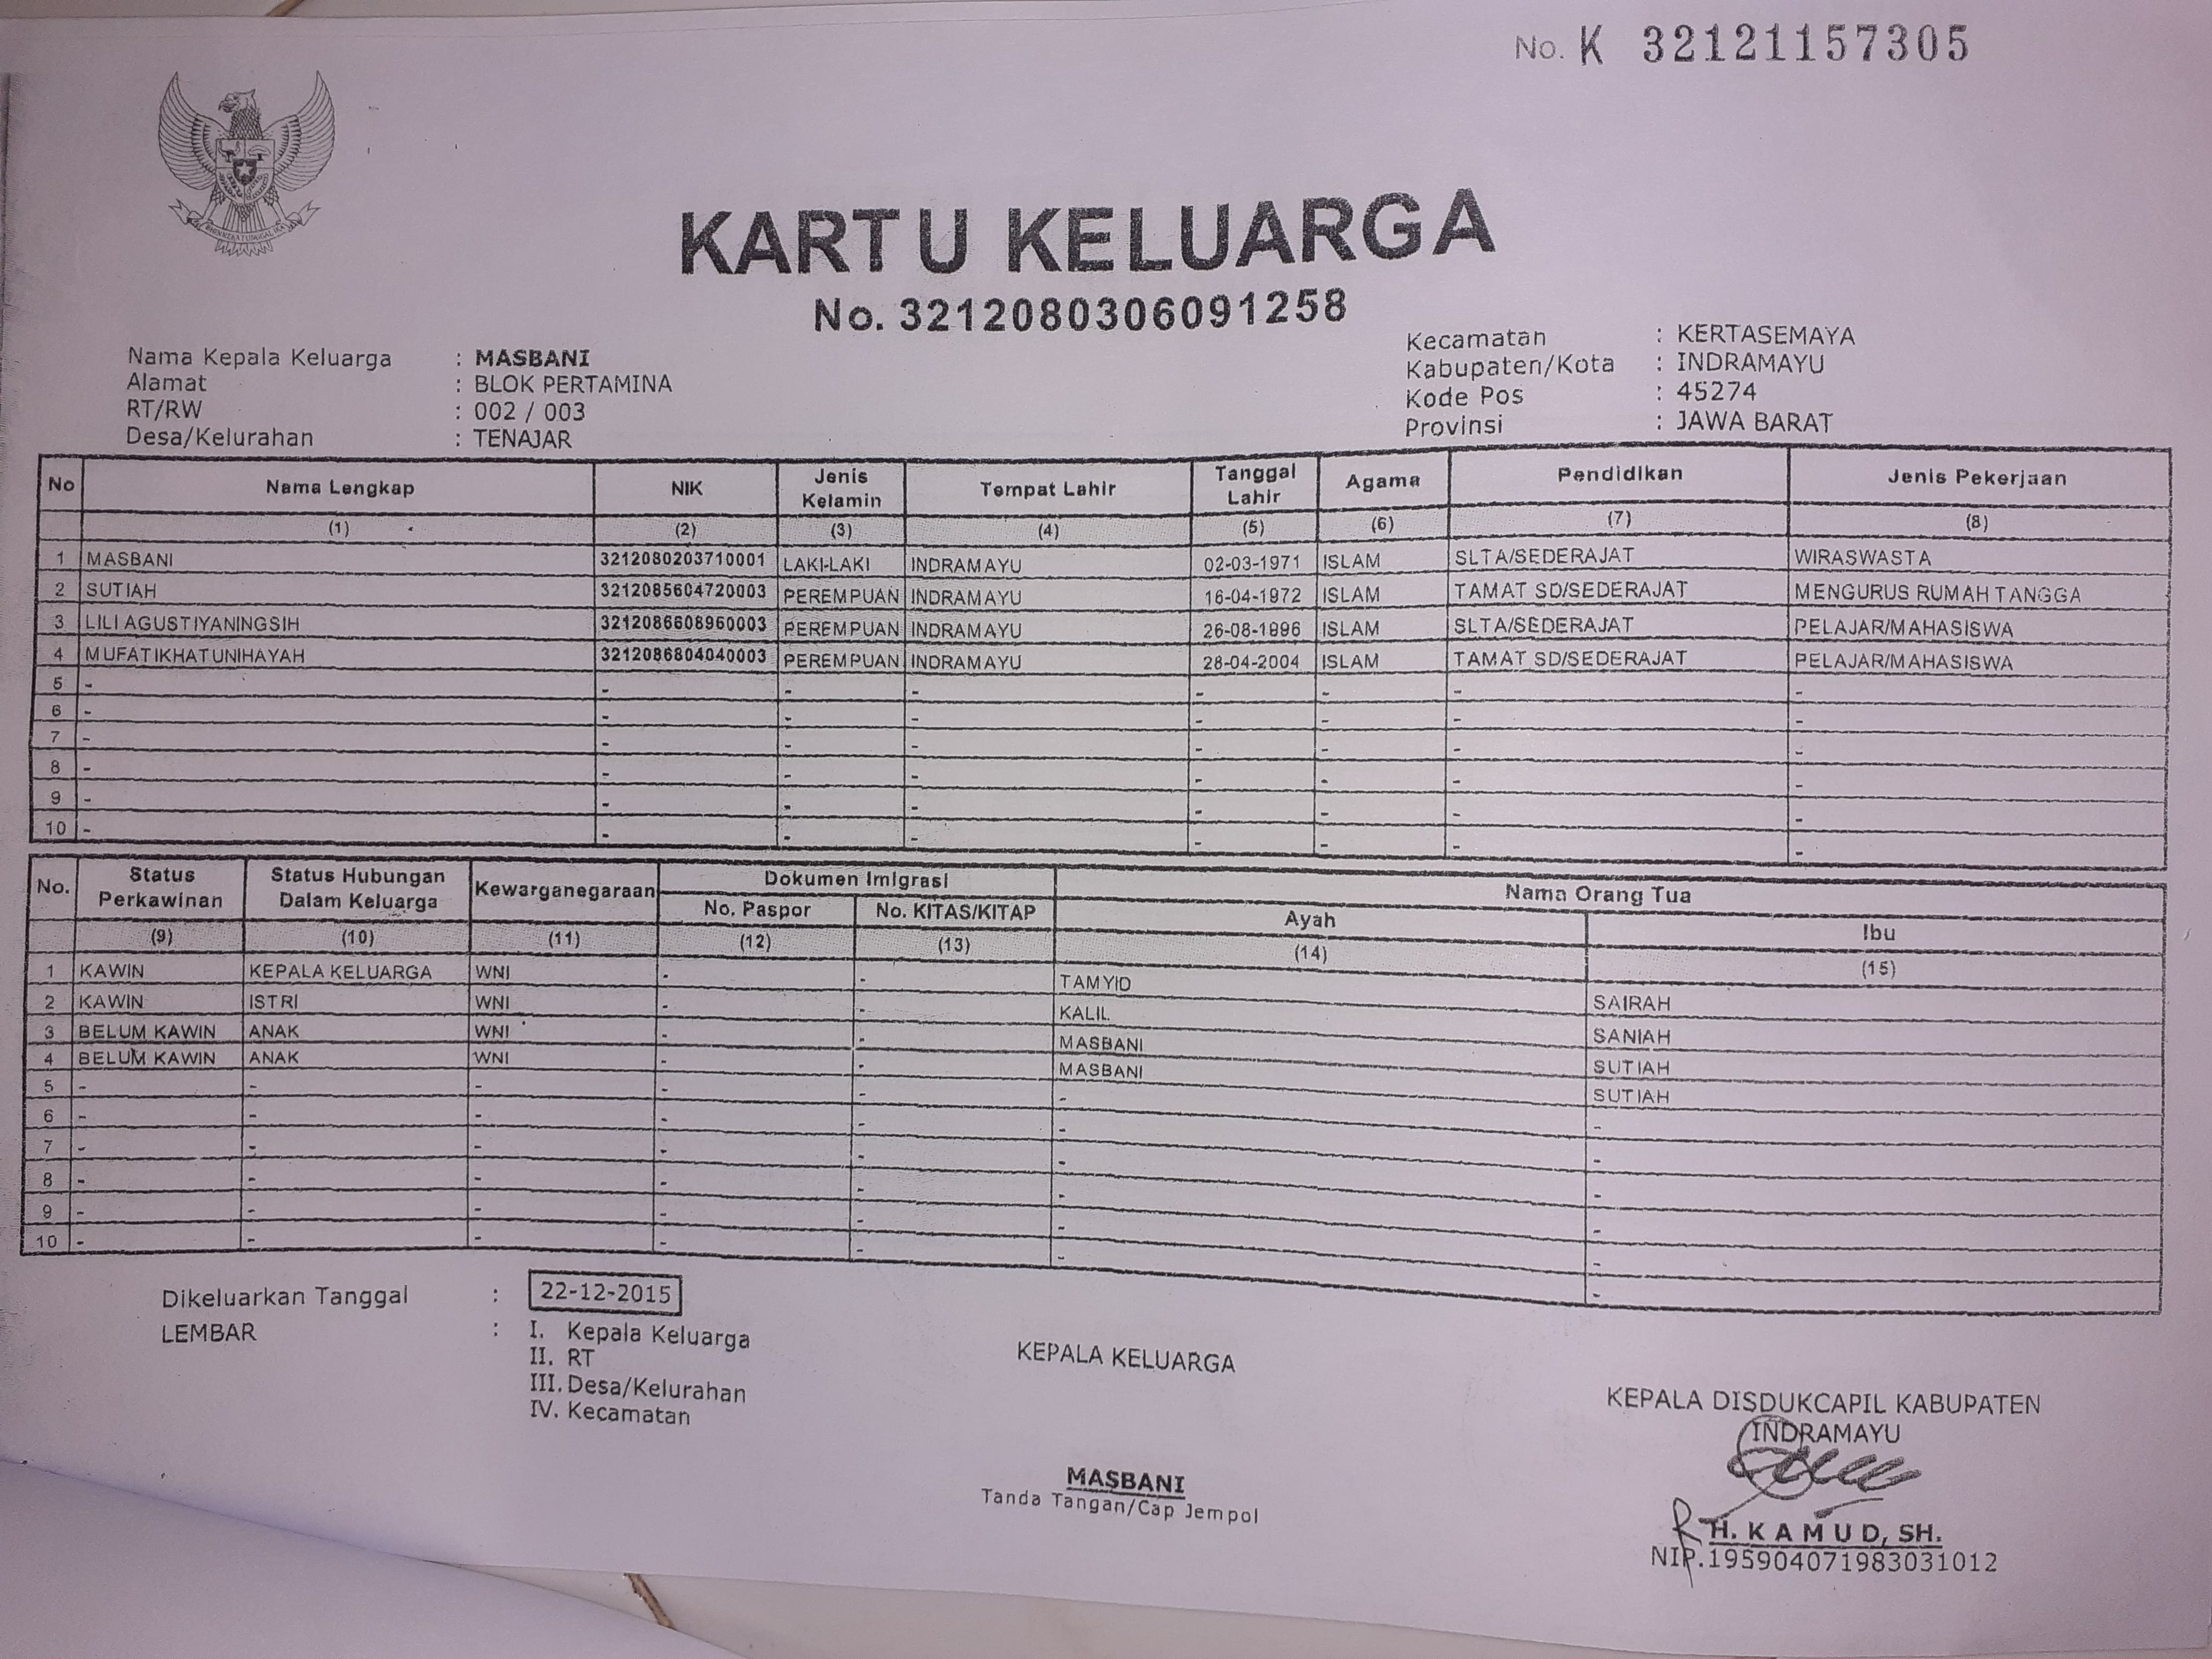 No. K 32121157305
KARTU KELUARGA
No. 3212080306091258
Nama Kepala Keluarga : MASBANI
Alamat : BLOK PERTAMINA
RT/RW : 002 / 003
Desa/Kelurahan : TENAJAR
Kecamatan : KERTASEMAYA
Kabupaten/Kota : INDRAMAYU
Kode Pos : 45274
Provinsi : JAWA BARAT
No Nama Lengkap NIK Jenis Kelamin Tempat Lahir Tanggal Lahir Agama Pendidikan Jenis Pekerjaan
(1) (2) (3) (4) (5) (6) (7) (8)
1 MASBANI 3212080203710001 LAKI-LAKI INDRAMAYU 02-03-1971 ISLAM SLTA/SEDERAJAT WIRASWASTA
2 SUTIAH 3212085604720003 PEREMPUAN INDRAMAYU 16-04-1972 ISLAM TAMAT SD/SEDERAJAT MENGURUS RUMAH TANGGA
3 LILI AGUSTIYANINGSIH 3212086608960003 PEREMPUAN INDRAMAYU 26-08-1996 ISLAM SLTA/SEDERAJAT PELAJAR/MAHASISWA
4 MUFATIKHATUNIHAYAH 3212086804040003 PEREMPUAN INDRAMAYU 28-04-2004 ISLAM TAMAT SD/SEDERAJAT PELAJAR/MAHASISWA
5 - - - - - - - -
6 - - - - - - - -
7 - - - - - - - -
8 - - - - - - - -
9 - - - - - - - -
10 - - - - - - - -
No. Status Perkawinan Status Hubungan Dalam Keluarga Kewarganegaraan Dokumen Imigrasi Nama Orang Tua
No. Paspor No. KITAS/KITAP Ayah Ibu
(9) (10) (11) (12) (13) (14) (15)
1 KAWIN KEPALA KELUARGA WNI - - TAMYID SAIRAH
2 KAWIN ISTRI WNI - - KALIL SANIAH
3 BELUM KAWIN ANAK WNI - - MASBANI SUTIAH
4 BELUM KAWIN ANAK WNI - - MASBANI SUTIAH
5 - - - - - - -
6 - - - - - - -
7 - - - - - - -
8 - - - - - - -
9 - - - - - - -
10 - - - - - - -
Dikeluarkan Tanggal : 22-12-2015
LEMBAR : I. Kepala Keluarga
II. RT
III. Desa/Kelurahan
IV. Kecamatan
KEPALA KELUARGA
MASBANI
Tanda Tangan/Cap Jempol
KEPALA DISDUKCAPIL KABUPATEN
INDRAMAYU
H. KAMUD, SH.
NIP.195904071983031012